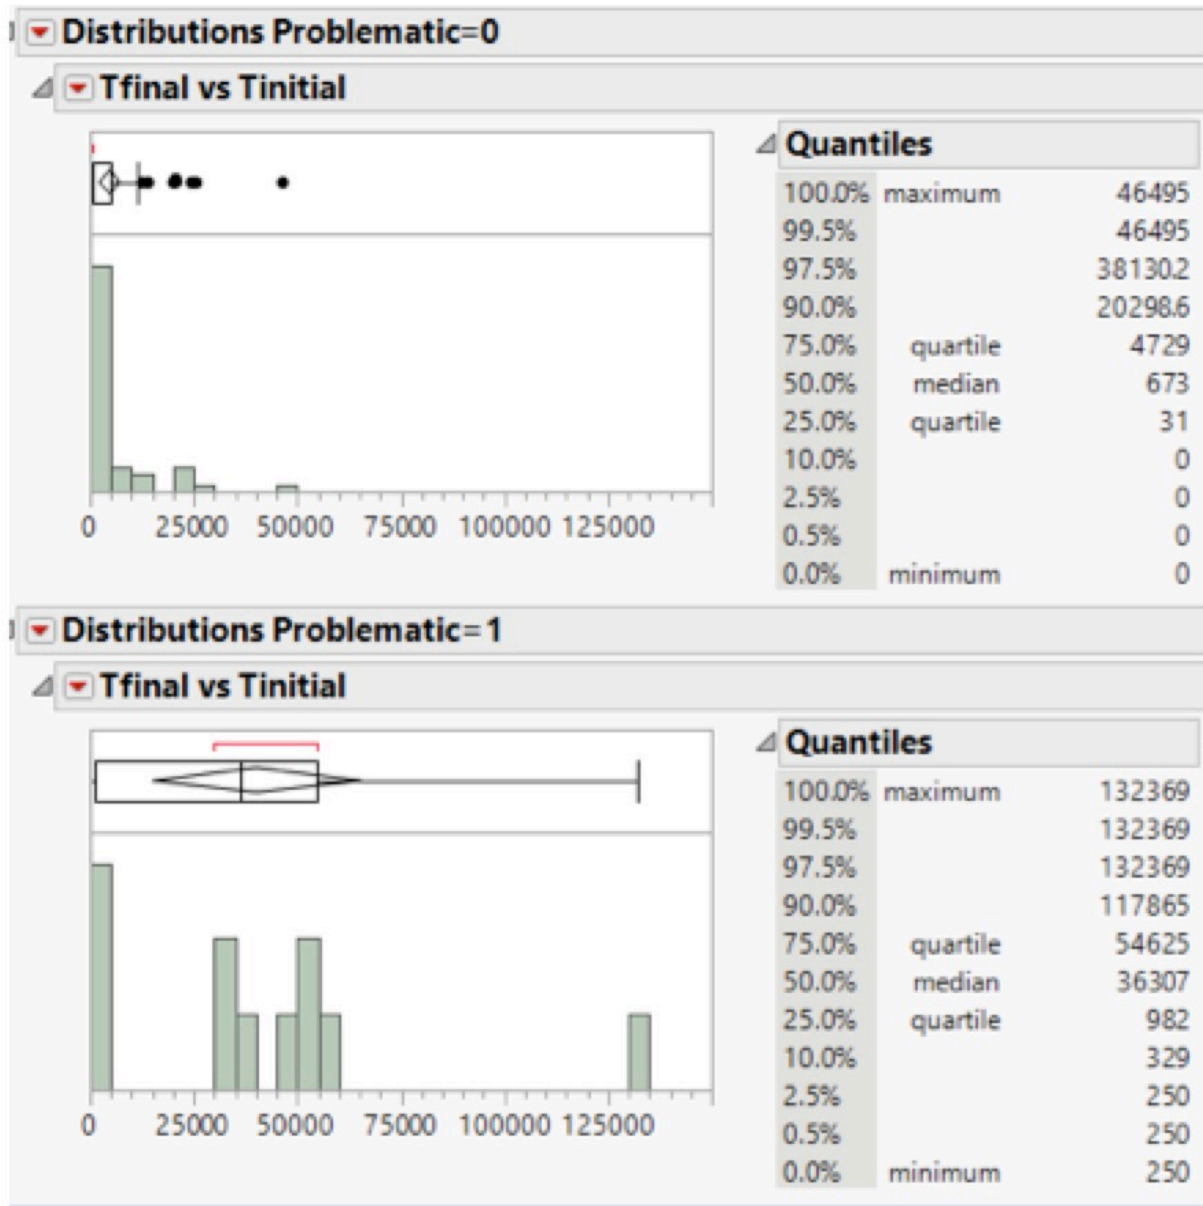 Distributions Problematic=0
Tfinal vs Tinitial
0 25000 50000 75000 100000 125000
Quantiles
100.0% maximum 46495
99.5% 46495
97.5% 38130.2
90.0% 20298.6
75.0% quartile 4729
50.0% median 673
25.0% quartile 31
10.0% 0
2.5% 0
0.5% 0
0.0% minimum 0
Distributions Problematic=1
Tfinal vs Tinitial
0 25000 50000 75000 100000 125000
Quantiles
100.0% maximum 132369
99.5% 132369
97.5% 132369
90.0% 117865
75.0% quartile 54625
50.0% median 36307
25.0% quartile 982
10.0% 329
2.5% 250
0.5% 250
0.0% minimum 250